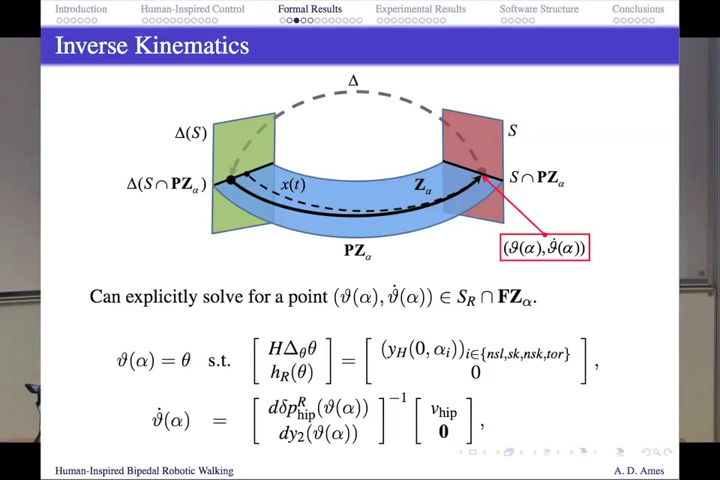 Introduction Human-Inspired Control Formal Results Experimental Results Software Structure Conclusions
Inverse Kinematics
Δ
Δ(S)
S
Δ(S ∩ PZ_α)
x(t)
Z_α
S ∩ PZ_α
PZ_α
(ϑ(α), ϑ̇(α))
Can explicitly solve for a point (ϑ(α), ϑ̇(α)) ∈ S_R ∩ FZ_α.
ϑ(α) = θ s.t. [ HΔ_θθ ; h_R(θ) ] = [ (y_H(0, α_i))_{i∈{nsl,sk,nsk,tor}} ; 0 ],
ϑ̇(α) = [ dδp^R_hip(ϑ(α)) ; dy_2(ϑ(α)) ]^{-1} [ v_hip ; 0 ],
Human-Inspired Bipedal Robotic Walking A. D. Ames